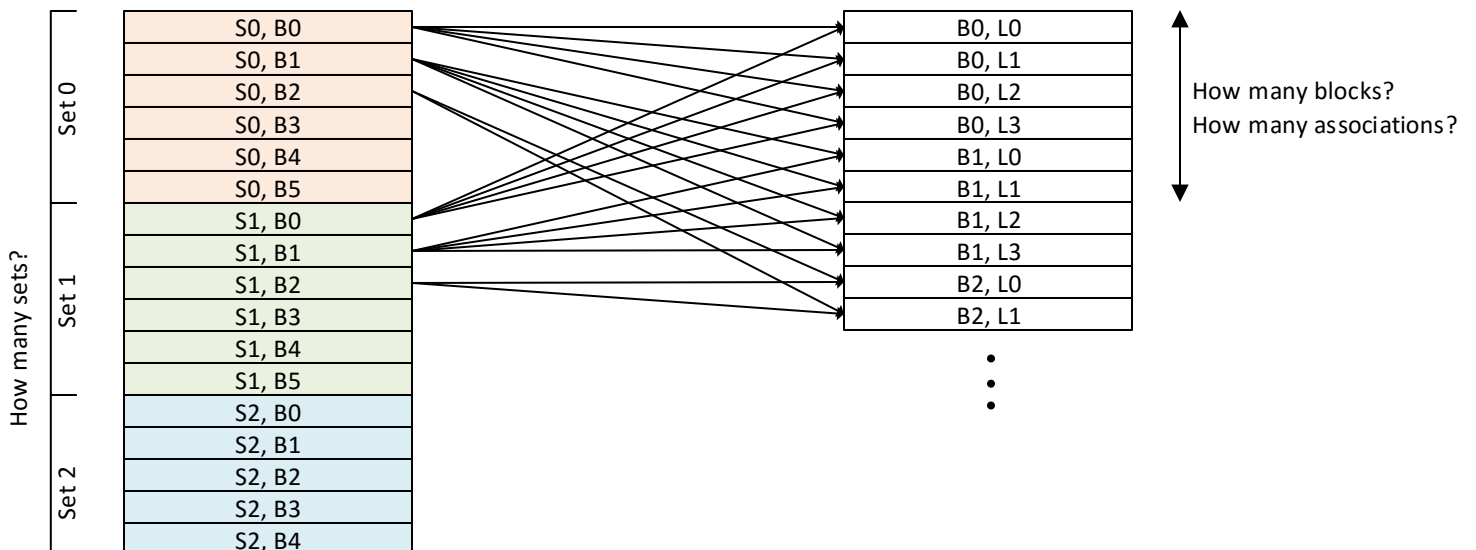 How many sets?
Set 0
Set 1
Set 2
S0, B0
S0, B1
S0, B2
S0, B3
S0, B4
S0, B5
S1, B0
S1, B1
S1, B2
S1, B3
S1, B4
S1, B5
S2, B0
S2, B1
S2, B2
S2, B3
S2, B4
B0, L0
B0, L1
B0, L2
B0, L3
B1, L0
B1, L1
B1, L2
B1, L3
B2, L0
B2, L1
How many blocks?
How many associations?